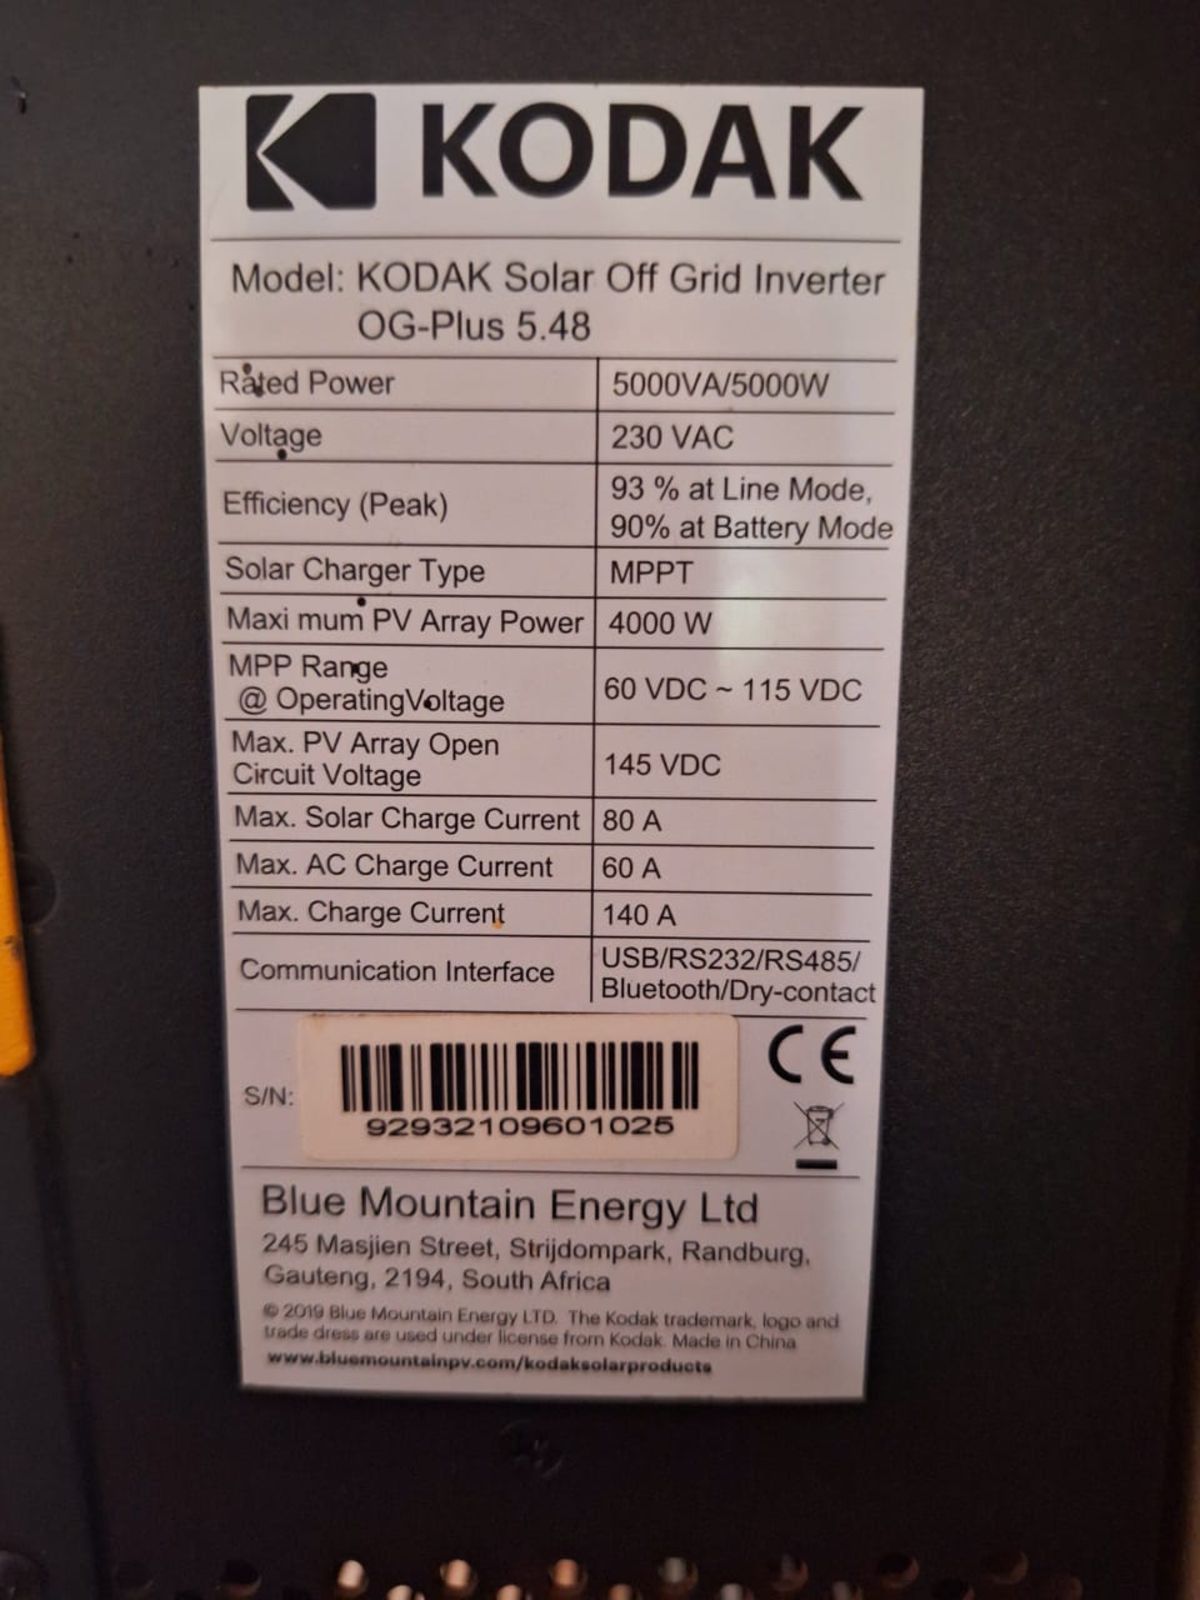 KODAK
Model: KODAK Solar Off Grid Inverter
OG-Plus 5.48
Rated Power 5000VA/5000W
Voltage 230 VAC
Efficiency (Peak) 93 % at Line Mode,
90% at Battery Mode
Solar Charger Type MPPT
Maxi mum PV Array Power 4000 W
MPP Range
@ OperatingVoltage 60 VDC ~ 115 VDC
Max. PV Array Open
Circuit Voltage 145 VDC
Max. Solar Charge Current 80 A
Max. AC Charge Current 60 A
Max. Charge Current 140 A
Communication Interface USB/RS232/RS485/
Bluetooth/Dry-contact
CE
S/N:
92932109601025
Blue Mountain Energy Ltd
245 Masjien Street, Strijdompark, Randburg,
Gauteng, 2194, South Africa
© 2019 Blue Mountain Energy LTD. The Kodak trademark, logo and
trade dress are used under license from Kodak. Made in China
www.bluemountainpv.com/kodaksolarproducts